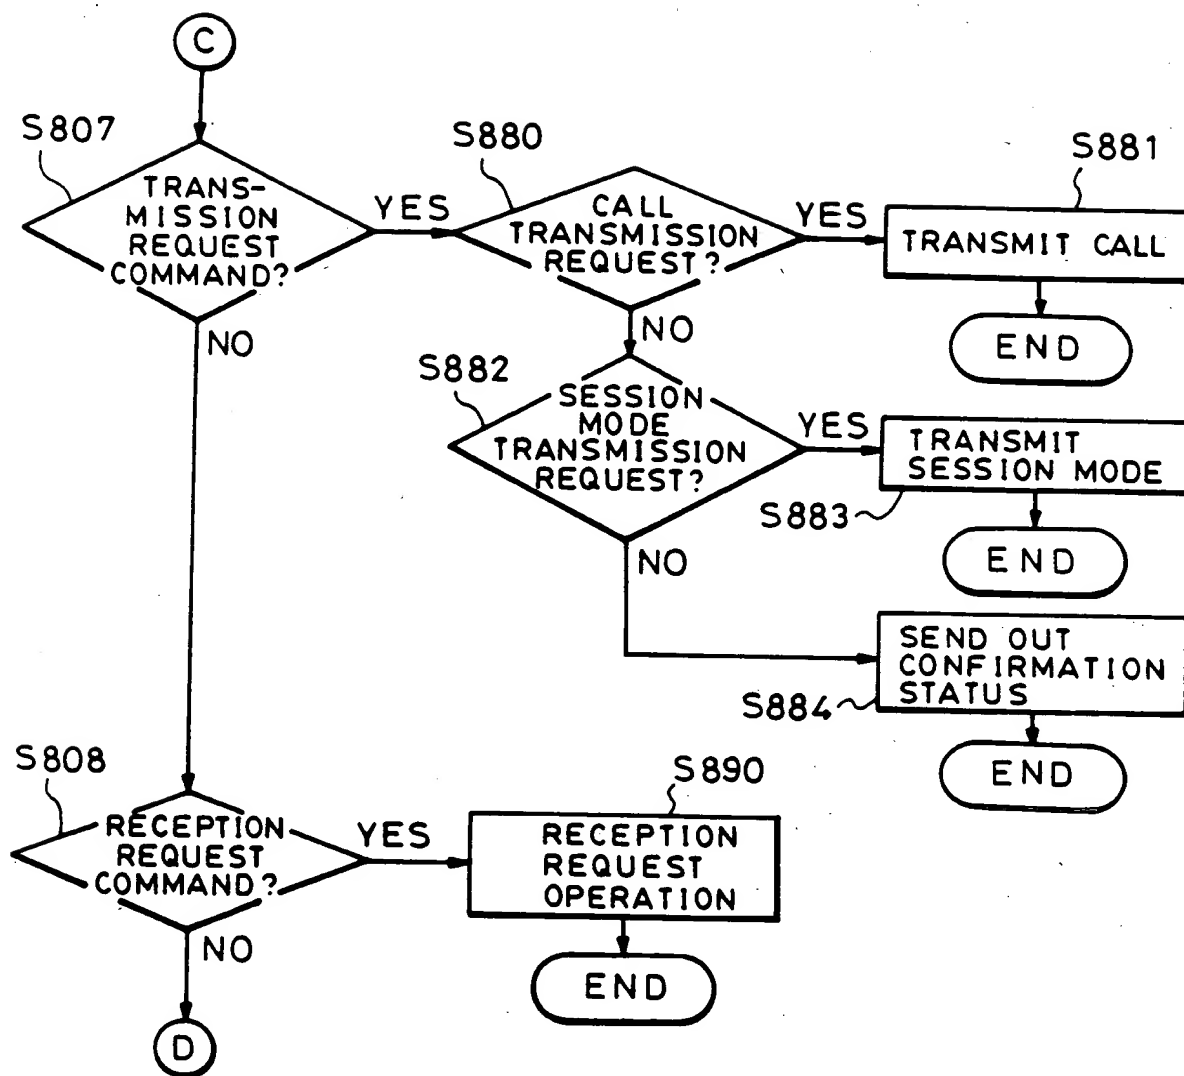 C
S807
TRANS-
MISSION
REQUEST
COMMAND?
YES
NO
S880
CALL
TRANSMISSION
REQUEST?
YES
NO
S881
TRANSMIT CALL
END
S882
SESSION
MODE
TRANSMISSION
REQUEST?
YES
NO
TRANSMIT
SESSION MODE
S883
END
SEND OUT
CONFIRMATION
STATUS
S884
END
S808
RECEPTION
REQUEST
COMMAND?
YES
NO
S890
RECEPTION
REQUEST
OPERATION
END
D